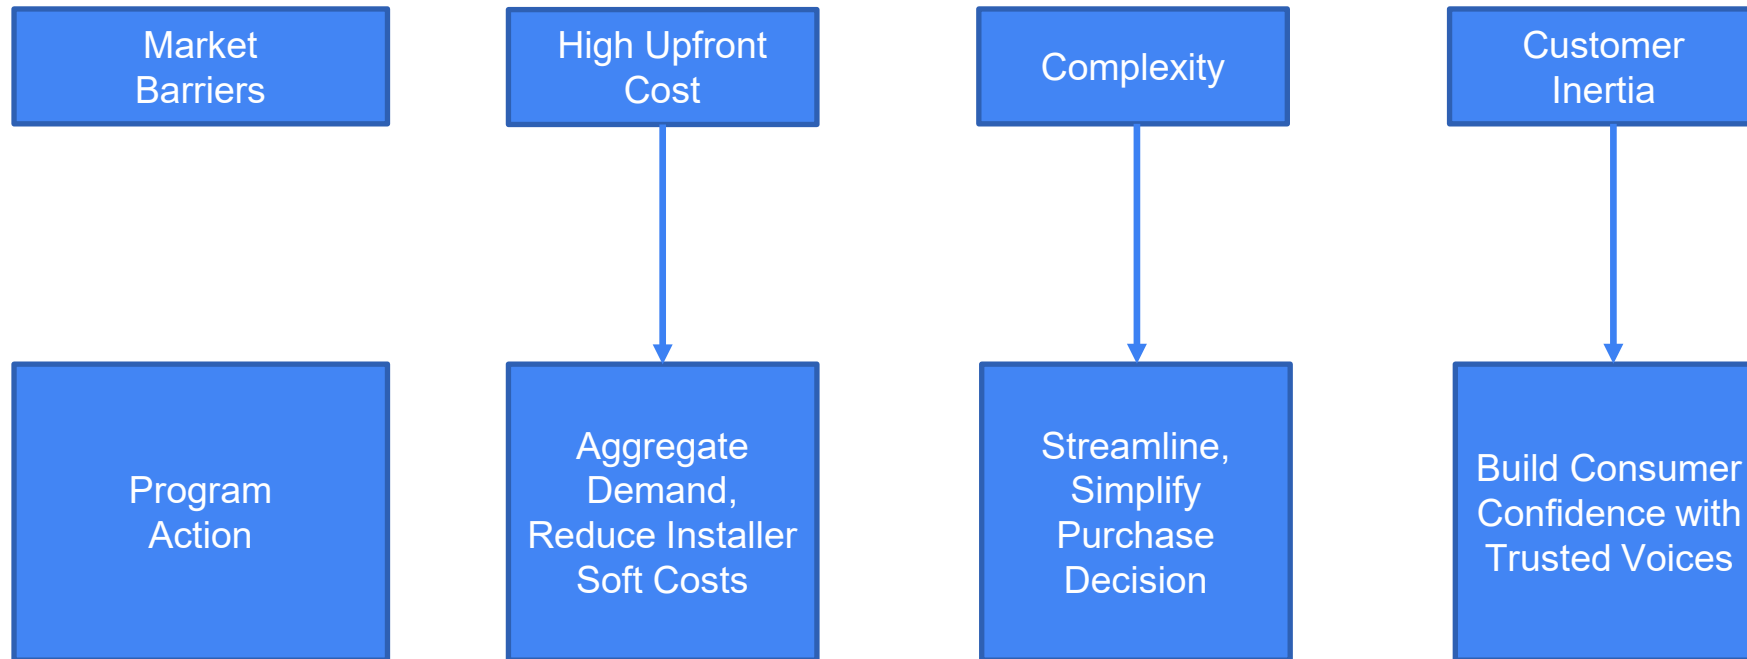 Market
Barriers
High Upfront
Cost
Complexity
Customer
Inertia
Program
Action
Aggregate
Demand,
Reduce Installer
Soft Costs
Streamline,
Simplify
Purchase
Decision
Build Consumer
Confidence with
Trusted Voices